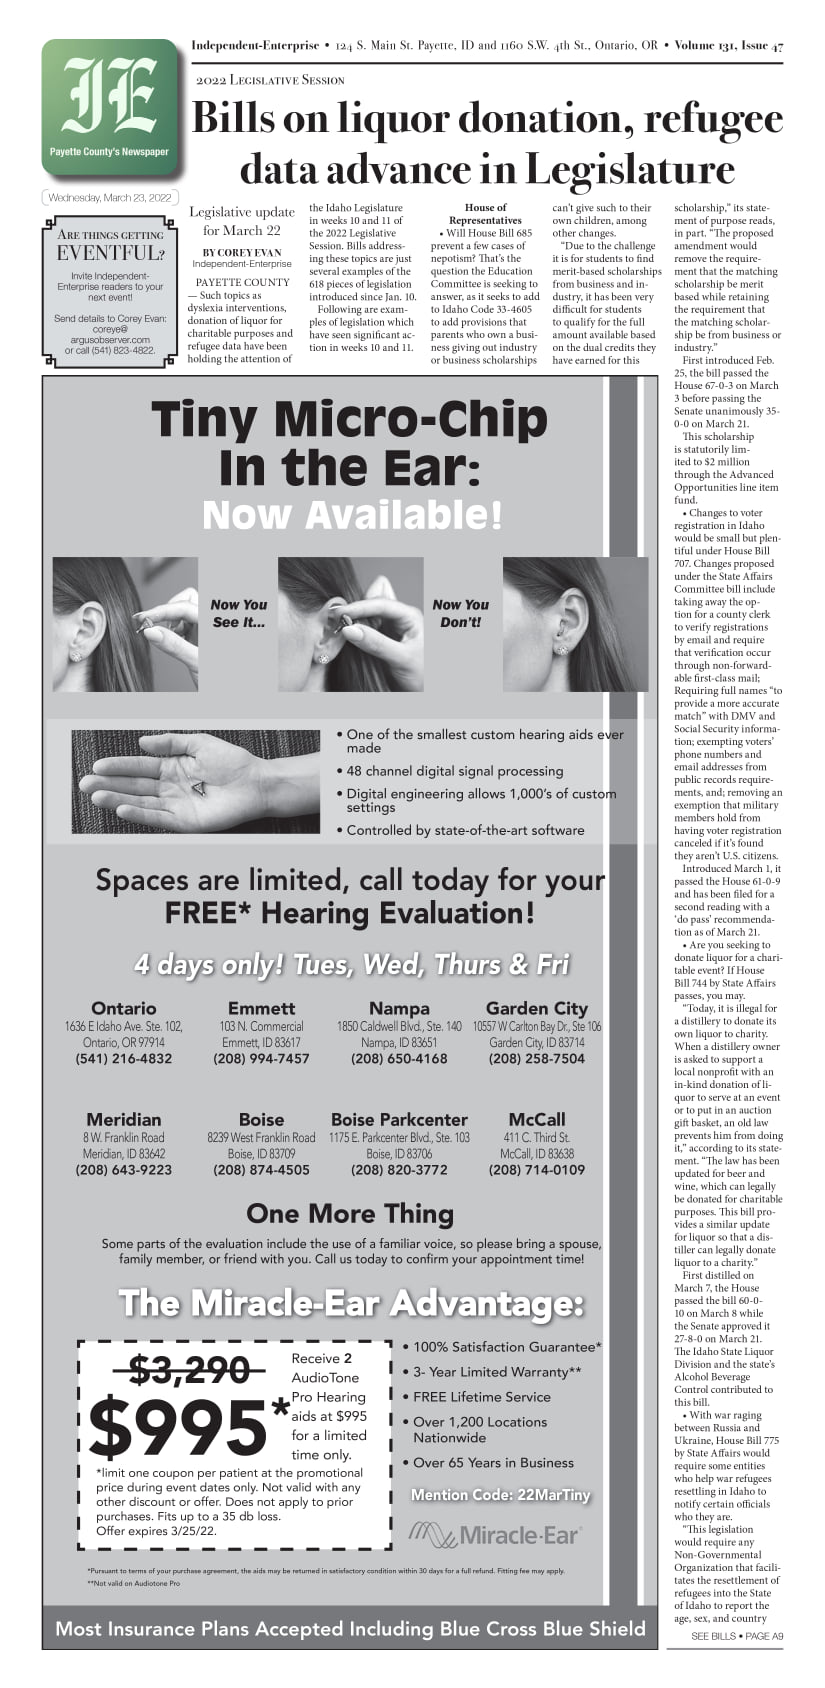 Independent-Enterprise • 124 S. Main St. Payette, ID and 1160 S.W. 4th St., Ontario, OR • Volume 131, Issue 47
IE
Payette County's Newspaper
Wednesday, March 23, 2022
ARE THINGS GETTING
EVENTFUL?
Invite Independent-
Enterprise readers to your
next event!
Send details to Corey Evan:
coreye@
argusobserver.com
or call (541) 823-4822.
2022 LEGISLATIVE SESSION
Bills on liquor donation, refugee
data advance in Legislature
Legislative update
for March 22
BY COREY EVAN
Independent-Enterprise
PAYETTE COUNTY
— Such topics as
dyslexia interventions,
donation of liquor for
charitable purposes and
refugee data have been
holding the attention of
the Idaho Legislature
in weeks 10 and 11 of
the 2022 Legislative
Session. Bills address-
ing these topics are just
several examples of the
618 pieces of legislation
introduced since Jan. 10.
Following are exam-
ples of legislation which
have seen significant ac-
tion in weeks 10 and 11.
House of
Representatives
• Will House Bill 685
prevent a few cases of
nepotism? That's the
question the Education
Committee is seeking to
answer, as it seeks to add
to Idaho Code 33-4605
to add provisions that
parents who own a busi-
ness giving out industry
or business scholarships
can't give such to their
own children, among
other changes.
"Due to the challenge
it is for students to find
merit-based scholarships
from business and in-
dustry, it has been very
difficult for students
to qualify for the full
amount available based
on the dual credits they
have earned for this
scholarship," its state-
ment of purpose reads,
in part. "The proposed
amendment would
remove the require-
ment that the matching
scholarship be merit
based while retaining
the requirement that
the matching scholar-
ship be from business or
industry."
First introduced Feb.
25, the bill passed the
House 67-0-3 on March
3 before passing the
Senate unanimously 35-
0-0 on March 21.
This scholarship
is statutorily lim-
ited to $2 million
through the Advanced
Opportunities line item
fund.
• Changes to voter
registration in Idaho
would be small but plen-
tiful under House Bill
707. Changes proposed
under the State Affairs
Committee bill include
taking away the op-
tion for a county clerk
to verify registrations
by email and require
that verification occur
through non-forward-
able first-class mail;
Requiring full names "to
provide a more accurate
match" with DMV and
Social Security informa-
tion; exempting voters'
phone numbers and
email addresses from
public records require-
ments, and; removing an
exemption that military
members hold from
having voter registration
canceled if it's found
they aren't U.S. citizens.
Introduced March 1, it
passed the House 61-0-9
and has been filed for a
second reading with a
'do pass' recommenda-
tion as of March 21.
• Are you seeking to
donate liquor for a chari-
table event? If House
Bill 744 by State Affairs
passes, you may.
"Today, it is illegal for
a distillery to donate its
own liquor to charity.
When a distillery owner
is asked to support a
local nonprofit with an
in-kind donation of li-
quor to serve at an event
or to put in an auction
gift basket, an old law
prevents him from doing
it," according to its state-
ment. "The law has been
updated for beer and
wine, which can legally
be donated for charitable
purposes. This bill pro-
vides a similar update
for liquor so that a dis-
tiller can legally donate
liquor to a charity."
First distilled on
March 7, the House
passed the bill 60-0-
10 on March 8 while
the Senate approved it
27-8-0 on March 21.
The Idaho State Liquor
Division and the state's
Alcohol Beverage
Control contributed to
this bill.
• With war raging
between Russia and
Ukraine, House Bill 775
by State Affairs would
require some entities
who help war refugees
resettling in Idaho to
notify certain officials
who they are.
"This legislation
would require any
Non-Governmental
Organization that facili-
tates the resettlement of
refugees into the State
of Idaho to report the
age, sex, and country
SEE BILLS • PAGE A9
Tiny Micro-Chip
In the Ear:
Now Available!
Now You
See It...
Now You
Don't!
• One of the smallest custom hearing aids ever
made
• 48 channel digital signal processing
• Digital engineering allows 1,000's of custom
settings
• Controlled by state-of-the-art software
Spaces are limited, call today for your
FREE* Hearing Evaluation!
4 days only! Tues, Wed, Thurs & Fri
Ontario
1636 E Idaho Ave. Ste. 102,
Ontario, OR 97914
(541) 216-4832
Emmett
103 N. Commercial
Emmett, ID 83617
(208) 994-7457
Nampa
1850 Caldwell Blvd., Ste. 140
Nampa, ID 83651
(208) 650-4168
Garden City
10557 W Carlton Bay Dr., Ste 106
Garden City, ID 83714
(208) 258-7504
Meridian
8 W. Franklin Road
Meridian, ID 83642
(208) 643-9223
Boise
8239 West Franklin Road
Boise, ID 83709
(208) 874-4505
Boise Parkcenter
1175 E. Parkcenter Blvd., Ste. 103
Boise, ID 83706
(208) 820-3772
McCall
411 C. Third St.
McCall, ID 83638
(208) 714-0109
One More Thing
Some parts of the evaluation include the use of a familiar voice, so please bring a spouse,
family member, or friend with you. Call us today to confirm your appointment time!
The Miracle-Ear Advantage:
$3,290
$995*
Receive 2
AudioTone
Pro Hearing
aids at $995
for a limited
time only.
*limit one coupon per patient at the promotional
price during event dates only. Not valid with any
other discount or offer. Does not apply to prior
purchases. Fits up to a 35 db loss.
Offer expires 3/25/22.
• 100% Satisfaction Guarantee*
• 3- Year Limited Warranty**
• FREE Lifetime Service
• Over 1,200 Locations
Nationwide
• Over 65 Years in Business
Mention Code: 22MarTiny
Miracle-Ear®
*Pursuant to terms of your purchase agreement, the aids may be returned in satisfactory condition within 30 days for a full refund. Fitting fee may apply.
**Not valid on Audiotone Pro
Most Insurance Plans Accepted Including Blue Cross Blue Shield